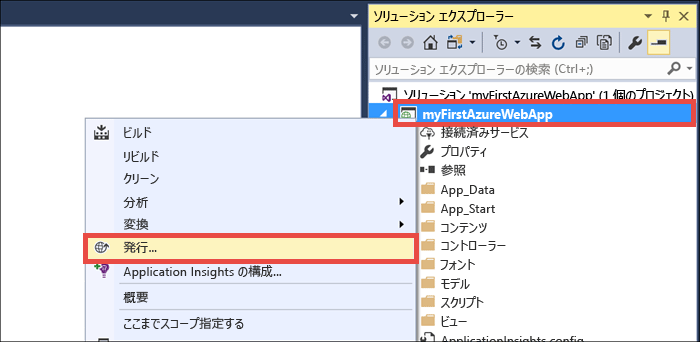 ソリューション エクスプローラー
ソリューション エクスプローラーの検索 (Ctrl+;)
ソリューション 'myFirstAzureWebApp' (1 個のプロジェクト)
myFirstAzureWebApp
接続済みサービス
プロパティ
参照
App_Data
App_Start
コンテンツ
コントローラー
フォント
モデル
スクリプト
ビュー
ApplicationInsights.config
ビルド
リビルド
クリーン
分析
変換
発行...
Application Insights の構成...
概要
ここまでスコープ指定する